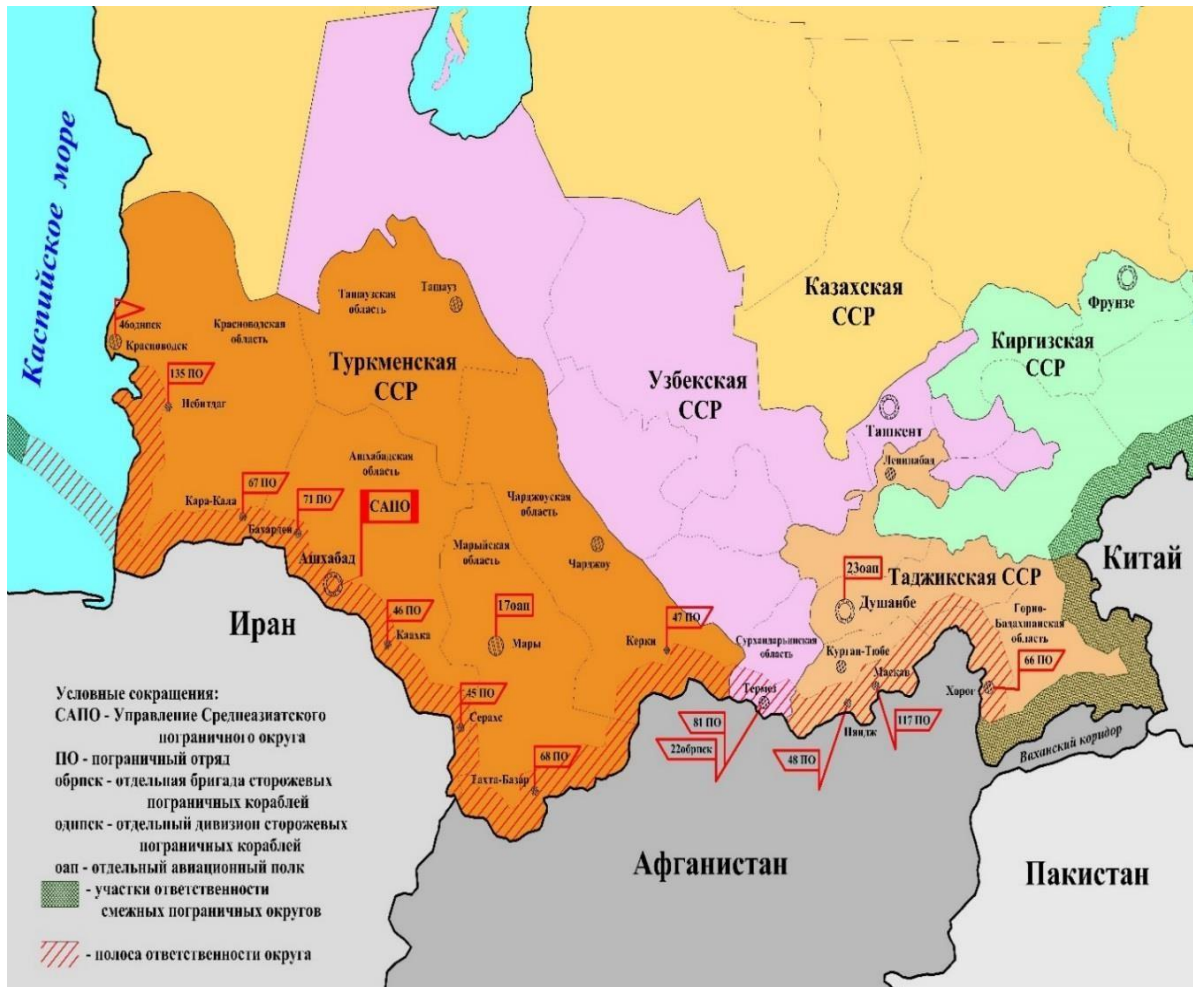 Каспийское море
Казахская
ССР
Фрунзе
Киргизская
ССР
Ташаузская
область
Ташауз
46одпск
Красноводск
Красноводская
область
Туркменская
ССР
Узбекская
ССР
135 ПО
Небитдаг
Ташкент
Ленинабад
Ашхабадская
область
67 ПО
Кара-Кала
71 ПО
Бахарден
САПО
Чарджоуская
область
Ашхабад
Марыйская
область
Чарджоу
Китай
23оап
Таджикская ССР
Душанбе
Иран
46 ПО
Каахка
17оап
Мары
47 ПО
Керки
Сурхандарьинская
область
Горно-
Бадахшанская
область
Курган-Тюбе
Маскав
Хорог
66 ПО
45 ПО
Серахс
Термез
81 ПО
22обрпск
Пяндж
48 ПО
117 ПО
Ваханский коридор
68 ПО
Тахта-Базар
Афганистан
Пакистан
Условные сокращения:
САПО - Управление Среднеазиатского
пограничного округа
ПО - пограничный отряд
обрпск - отдельная бригада сторожевых
пограничных кораблей
одпск - отдельный дивизион сторожевых
пограничных кораблей
оап - отдельный авиационный полк
- участки ответственности
смежных пограничных округов
- полоса ответственности округа